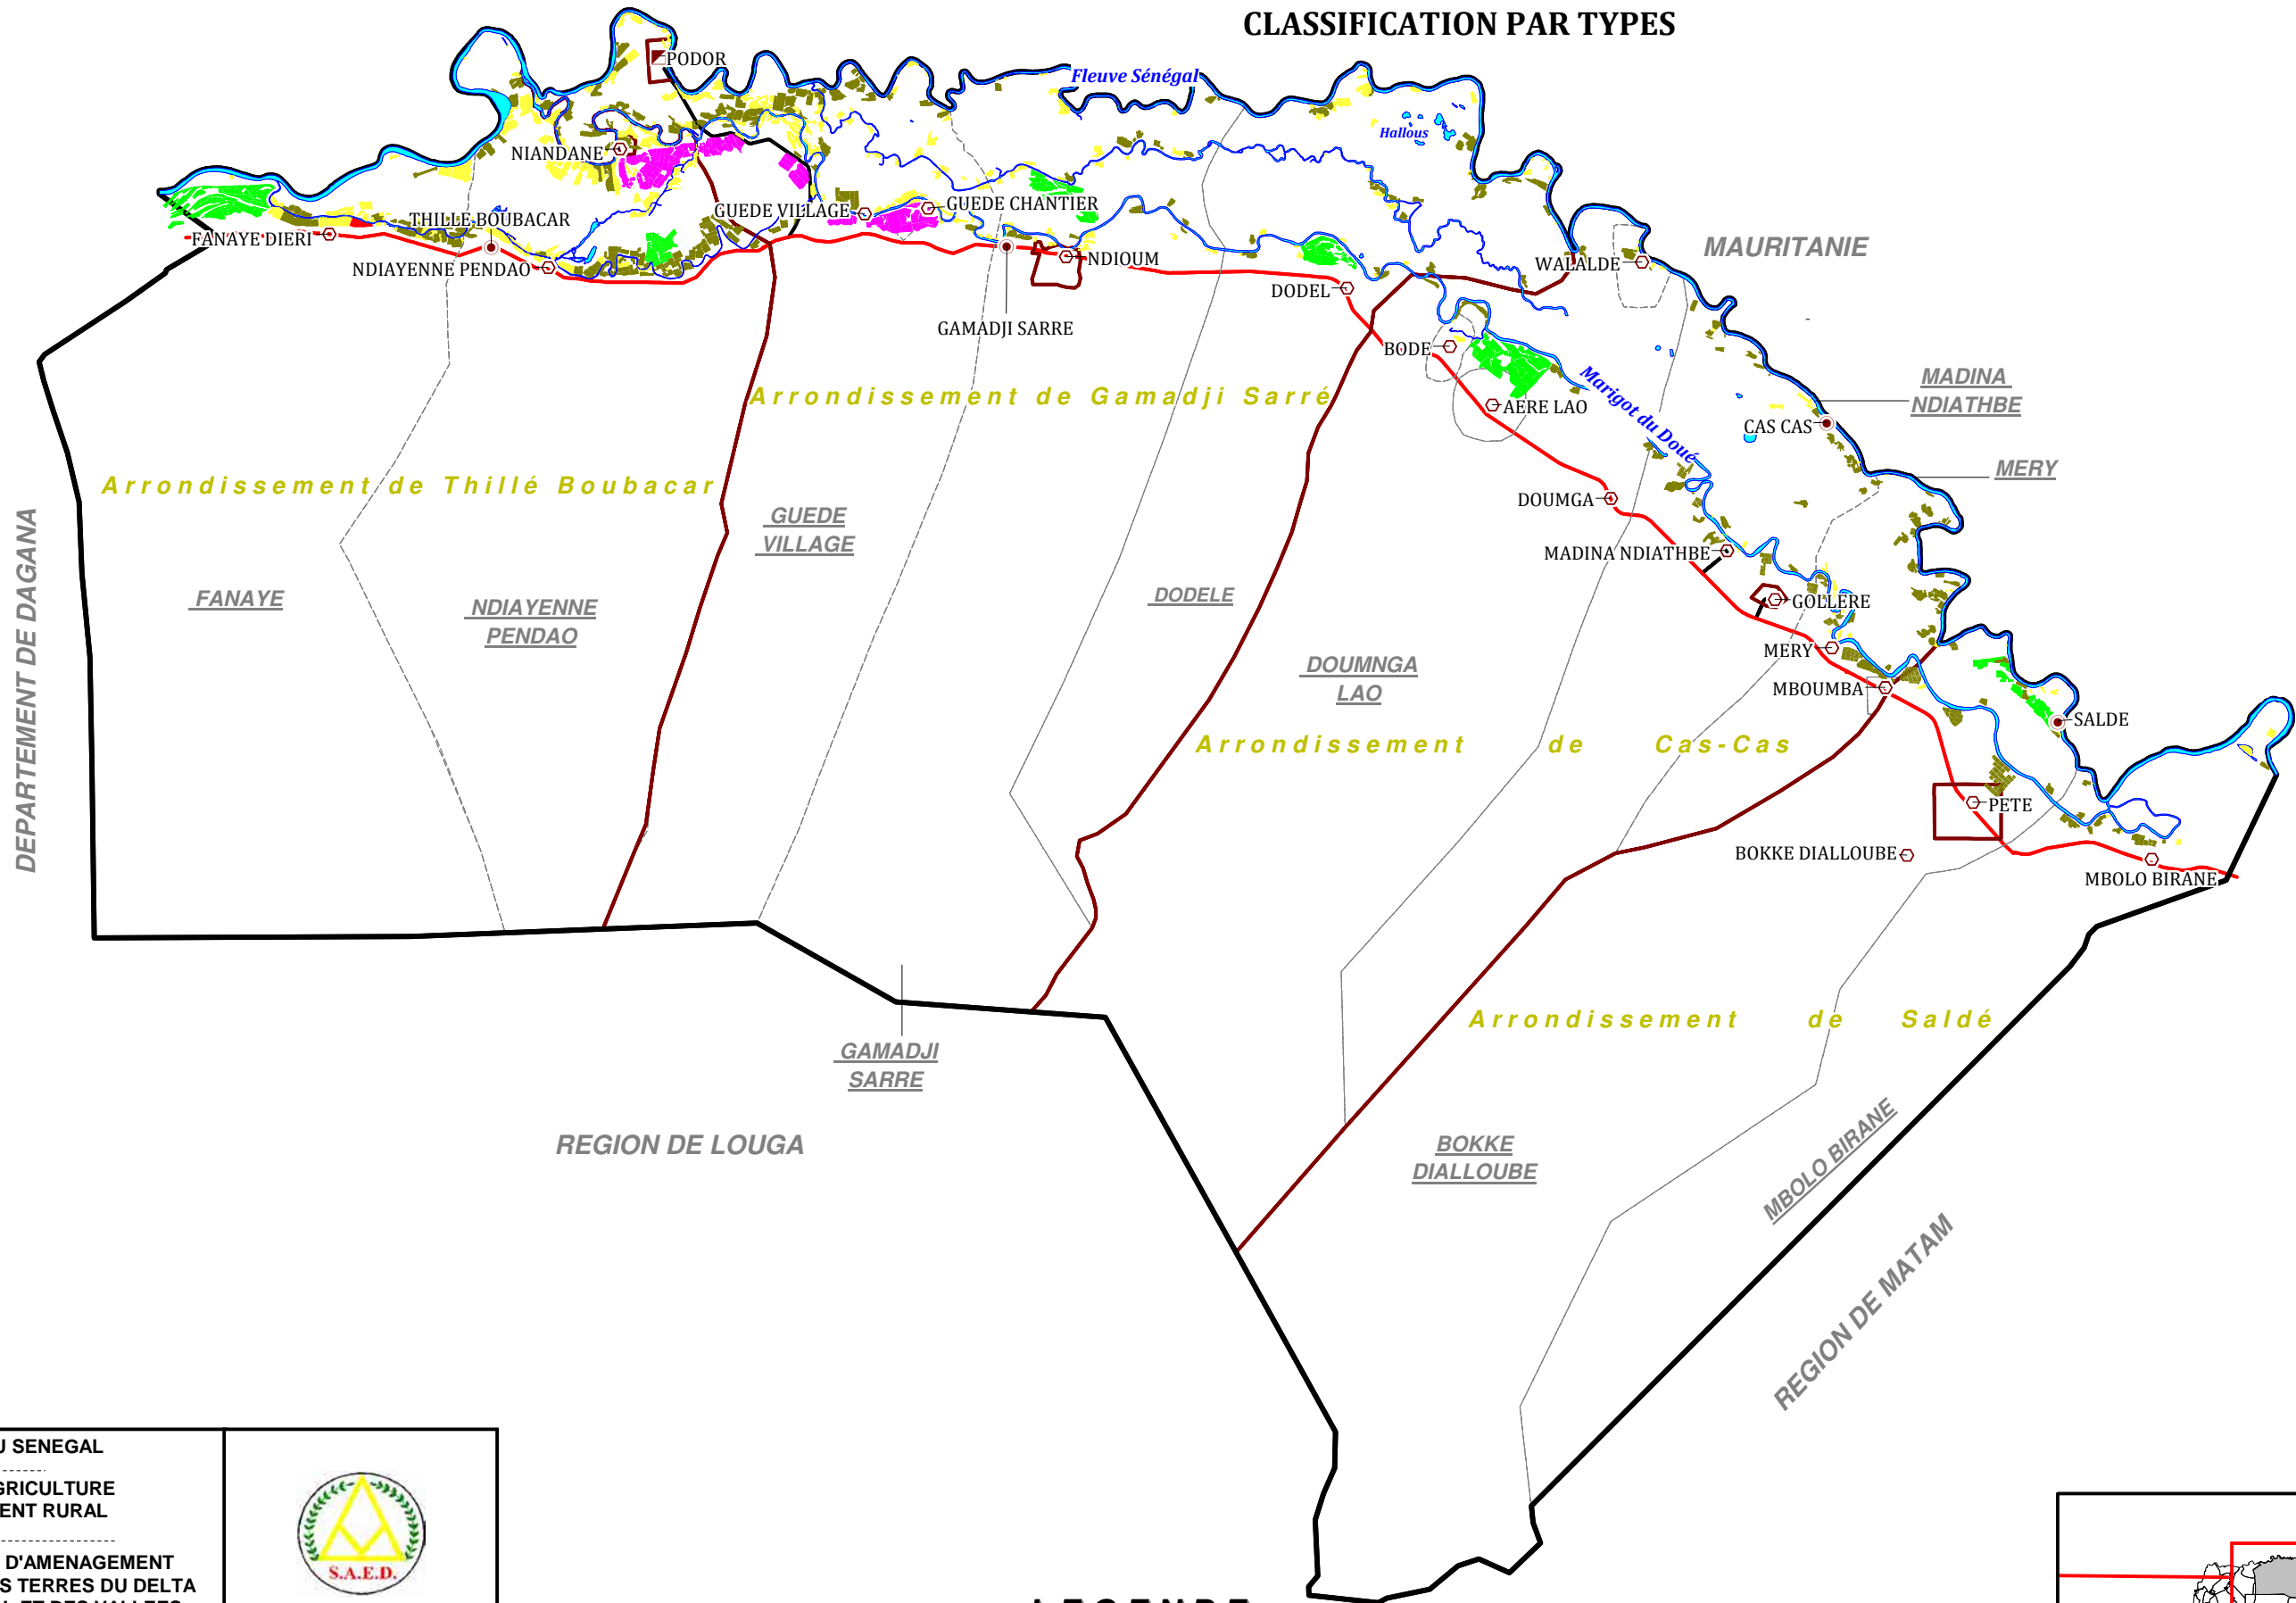 CLASSIFICATION PAR TYPES
PODOR
Fleuve Sénégal
Hallous
NIANDANE
GUEDE VILLAGE
GUEDE CHANTIER
THILLE BOUBACAR
FANAYE DIERI
NDIAYENNE PENDAO
NDIOUM
DODEL
GAMADJI SARRE
WALALDE
MAURITANIE
BODE
AERE LAO
Marigot du Doué
MADINA
NDIATHBE
CAS CAS
MERY
Arrondissement de Gamadji Sarré
Arrondissement de Thillé Boubacar
DOUMGA
MADINA NDIATHBE
GOLLERE
MERY
MBOUMBA
SALDE
PETE
BOKKE DIALLOUBE
MBOLO BIRANE
DEPARTEMENT DE DAGANA
FANAYE
NDIAYENNE
PENDAO
GUEDE
VILLAGE
DODELE
DOUMNGA
LAO
Arrondissement de Cas-Cas
Arrondissement de Saldé
GAMADJI
SARRE
REGION DE LOUGA
BOKKE
DIALLOUBE
MBOLO BIRANE
REGION DE MATAM
U SENEGAL
GRICULTURE
ENT RURAL
D'AMENAGEMENT
S TERRES DU DELTA
ET DES VALLEES
S.A.E.D.
LEGENDE